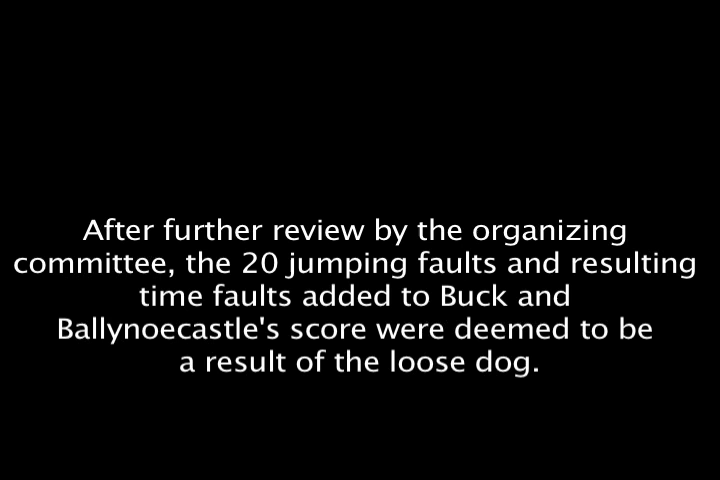 After further review by the organizing
committee, the 20 jumping faults and resulting
time faults added to Buck and
Ballynoecastle's score were deemed to be
a result of the loose dog.